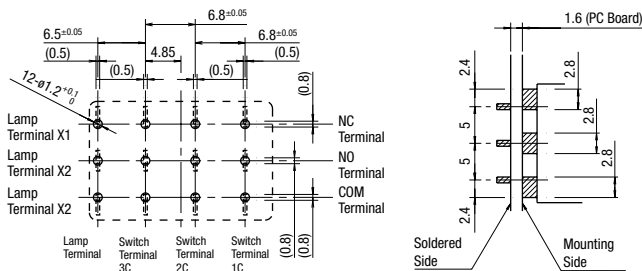 6.8±0.05
6.5±0.05
6.8±0.05
(0.5)
4.85
(0.5)
(0.5)
(0.5)
(0.8)
12-ø1.2+0.1 0
Lamp
Terminal X1
NC
Terminal
Lamp
Terminal X2
NO
Terminal
Lamp
Terminal X2
COM
Terminal
(0.8)
(0.8)
Lamp
Terminal
Switch
Terminal
3C
Switch
Terminal
2C
Switch
Terminal
1C
1.6 (PC Board)
2.4
5
5
2.4
2.8
2.8
2.8
Soldered
Side
Mounting
Side